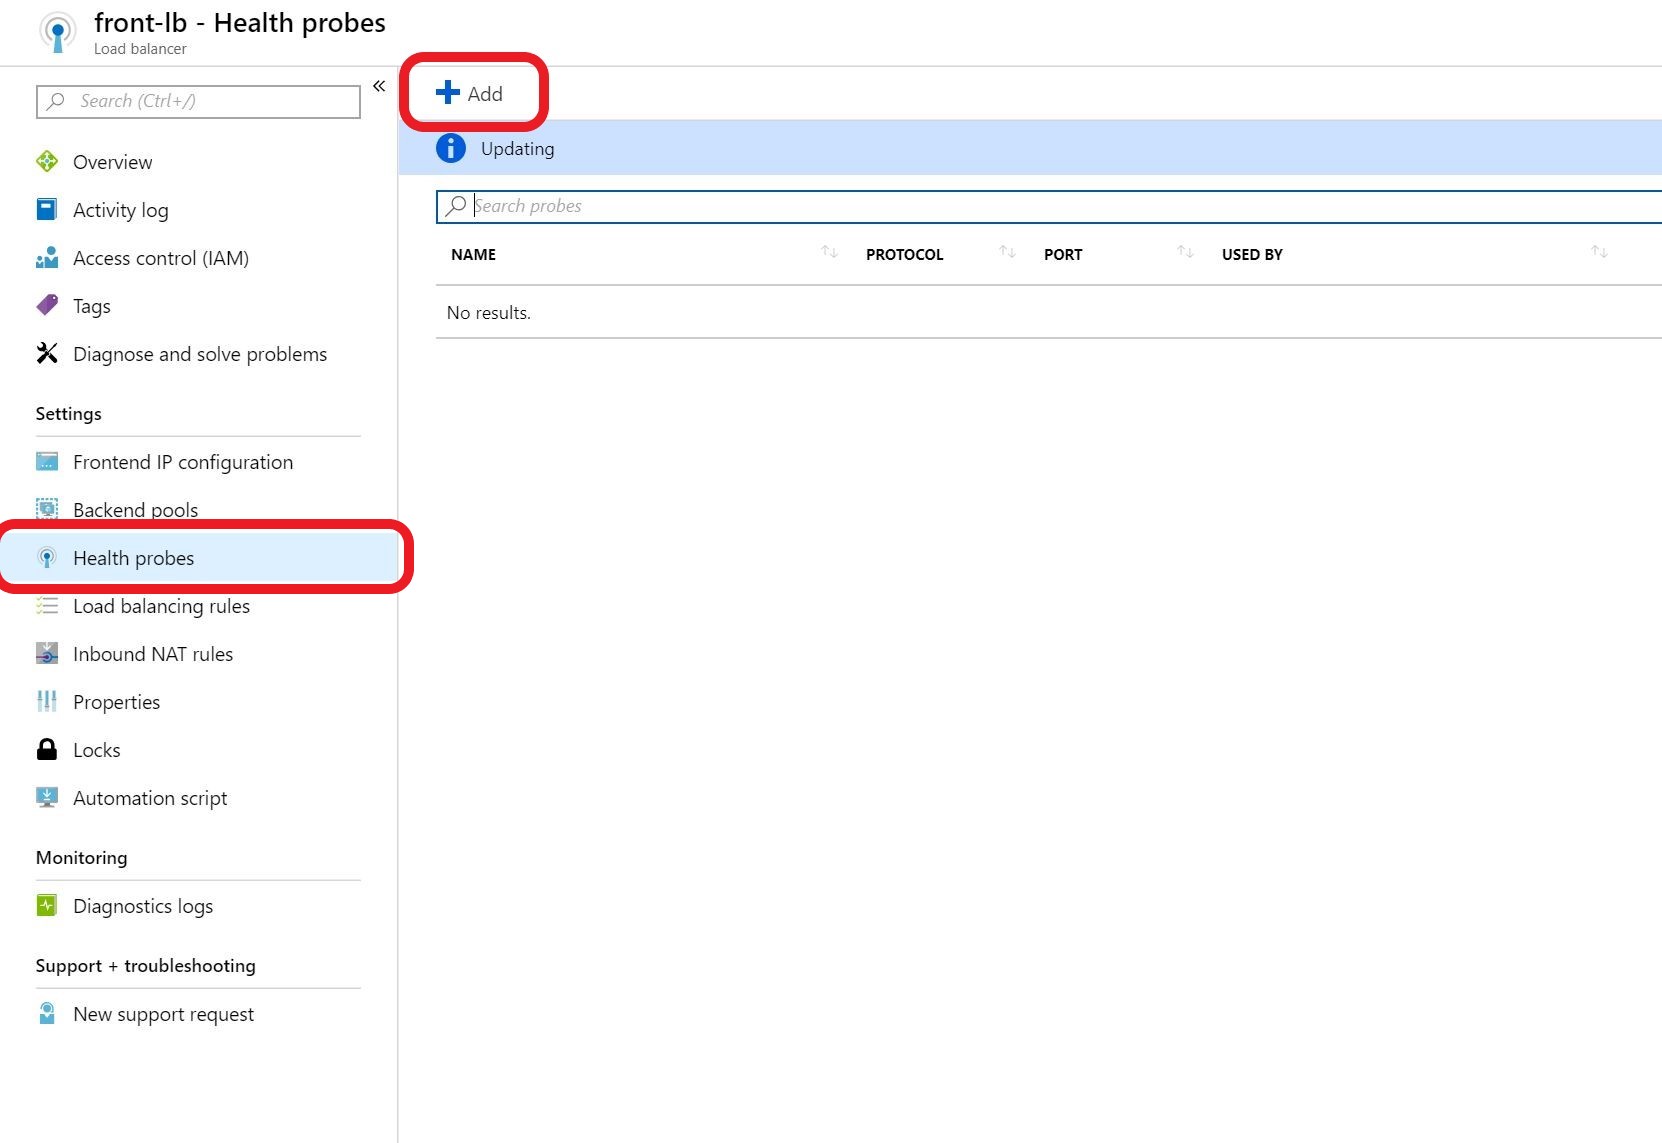 front-lb - Health probes
Load balancer
Search (Ctrl+/)
«
Overview
Activity log
Access control (IAM)
Tags
Diagnose and solve problems
Settings
Frontend IP configuration
Backend pools
Health probes
Load balancing rules
Inbound NAT rules
Properties
Locks
Automation script
Monitoring
Diagnostics logs
Support + troubleshooting
New support request
Add
Updating
Search probes
NAME PROTOCOL PORT USED BY
No results.